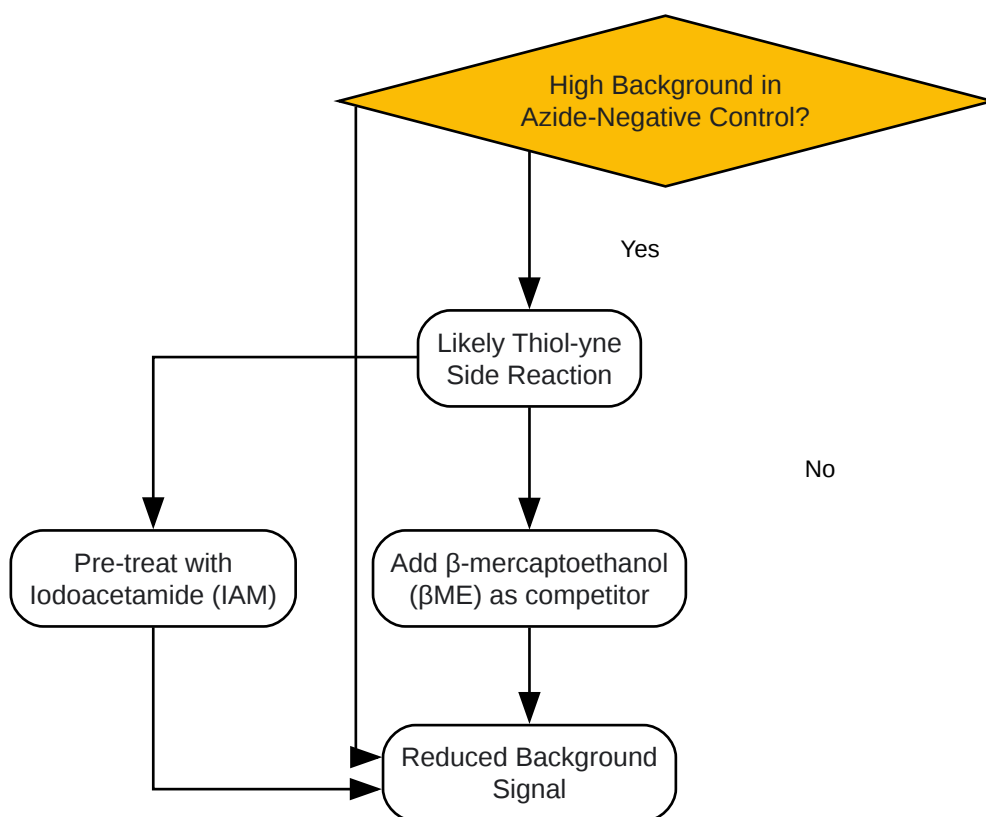 High Background in
Azide-Negative Control?
Yes
Likely Thiol-yne
Side Reaction
No
Pre-treat with
Iodoacetamide (IAM)
Add β-mercaptoethanol
(βME) as competitor
Reduced Background
Signal